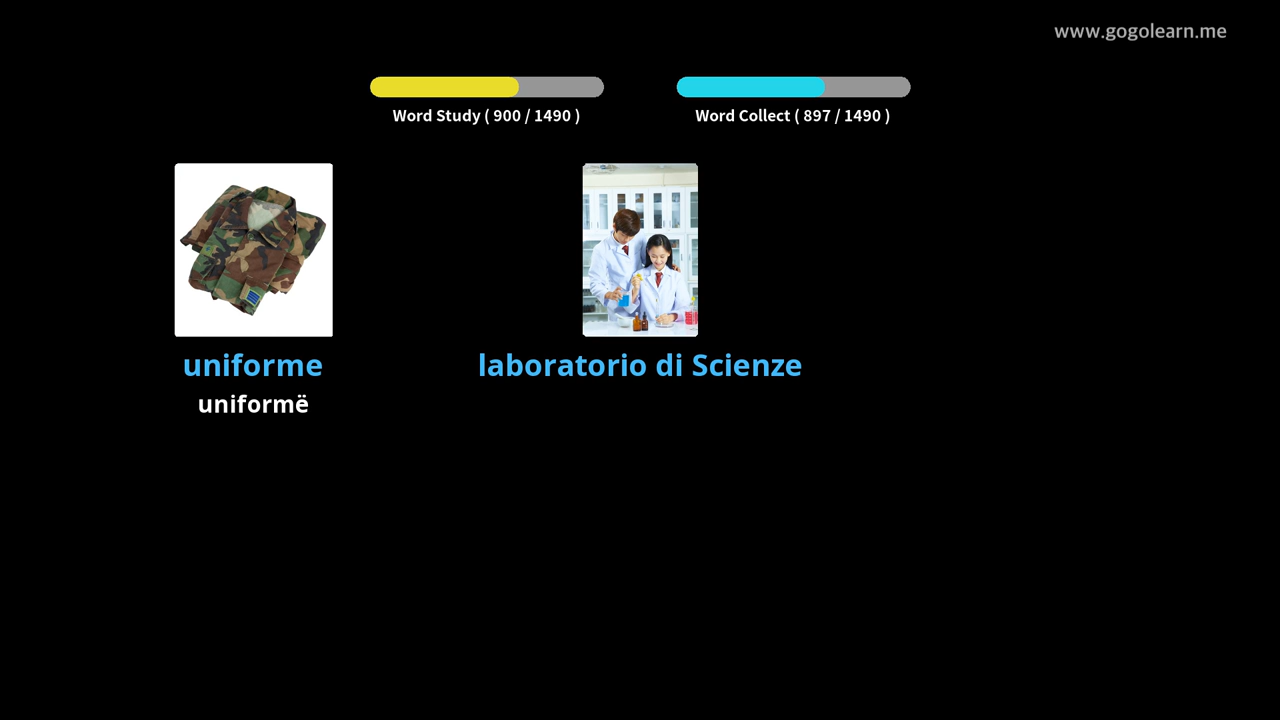 www.gogolearn.me
Word Study ( 900 / 1490 )
Word Collect ( 897 / 1490 )
uniforme
laboratorio di Scienze
uniformë